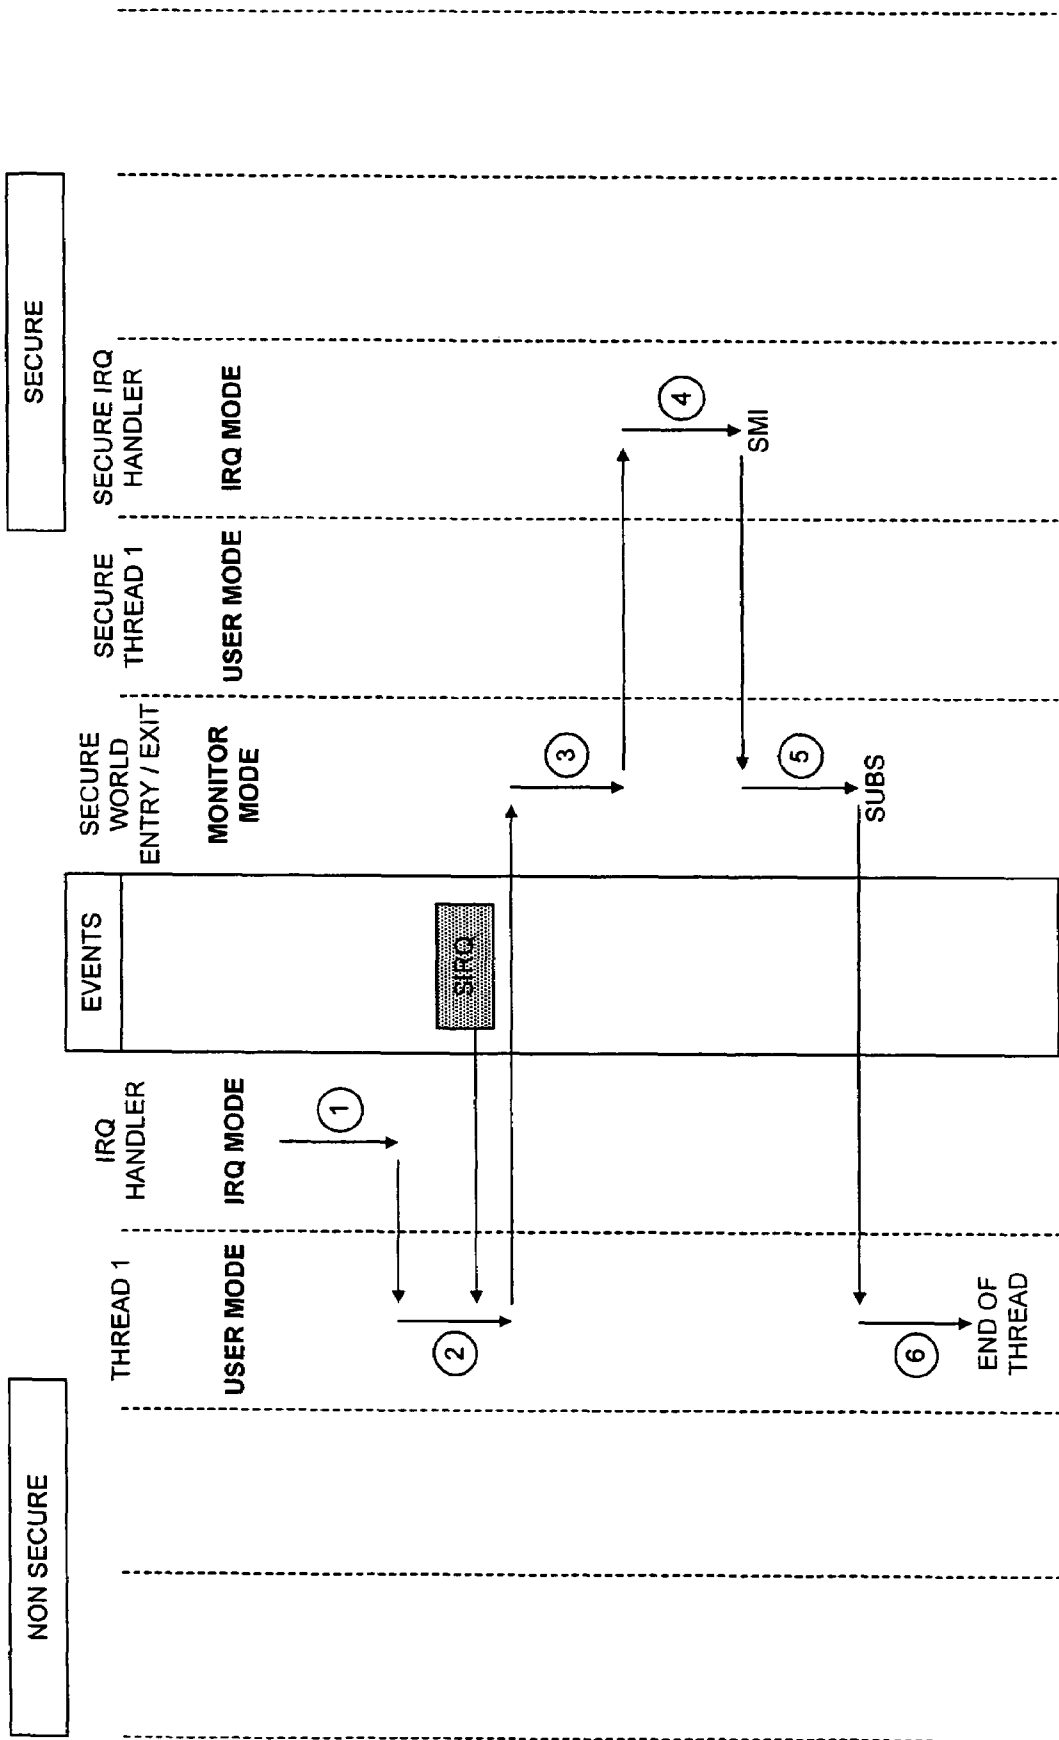 NON SECURE
SECURE
EVENTS
THREAD 1
IRQ
HANDLER
SECURE
WORLD
ENTRY / EXIT
SECURE
THREAD 1
SECURE IRQ
HANDLER
USER MODE
IRQ MODE
MONITOR
MODE
USER MODE
IRQ MODE
1
2
SIRQ
3
4
SMI
5
SUBS
6
END OF
THREAD